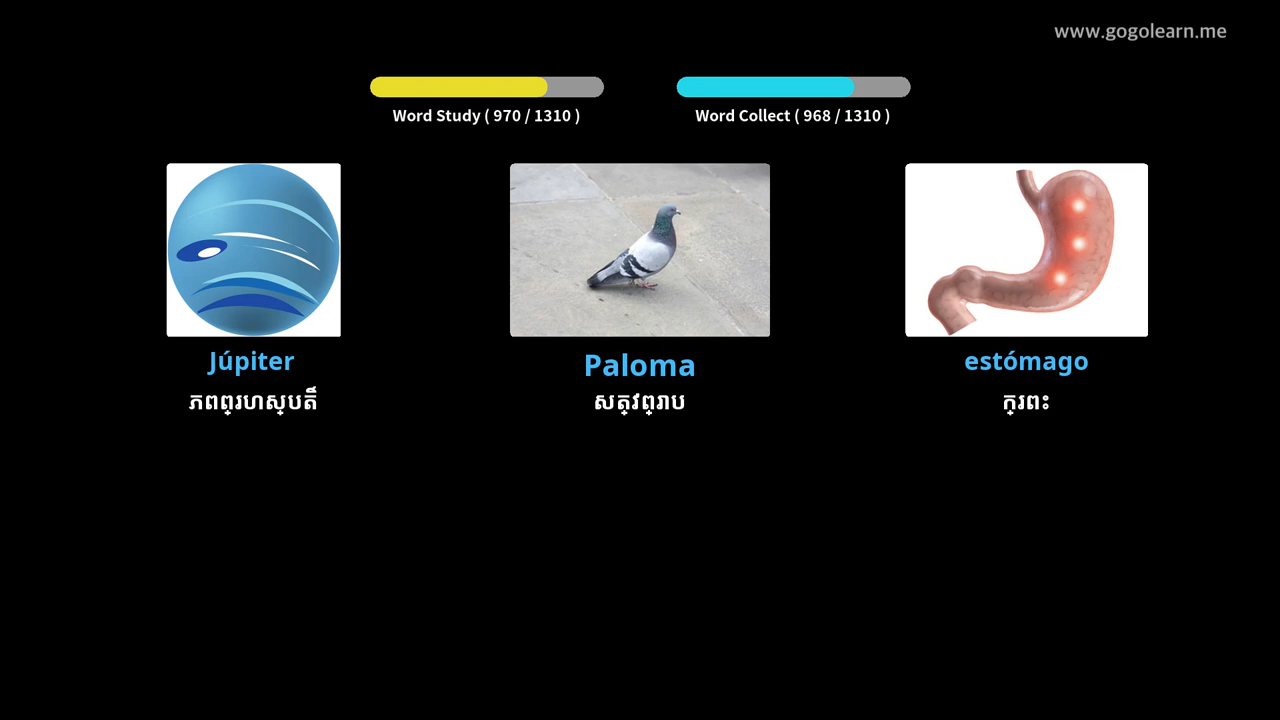 www.gogolearn.me
Word Study ( 970 / 1310 )
Word Collect ( 968 / 1310 )
Júpiter
Paloma
estómago
ភពព្រហស្បតិ៍
សត្វព្រាប
ក្រពះ